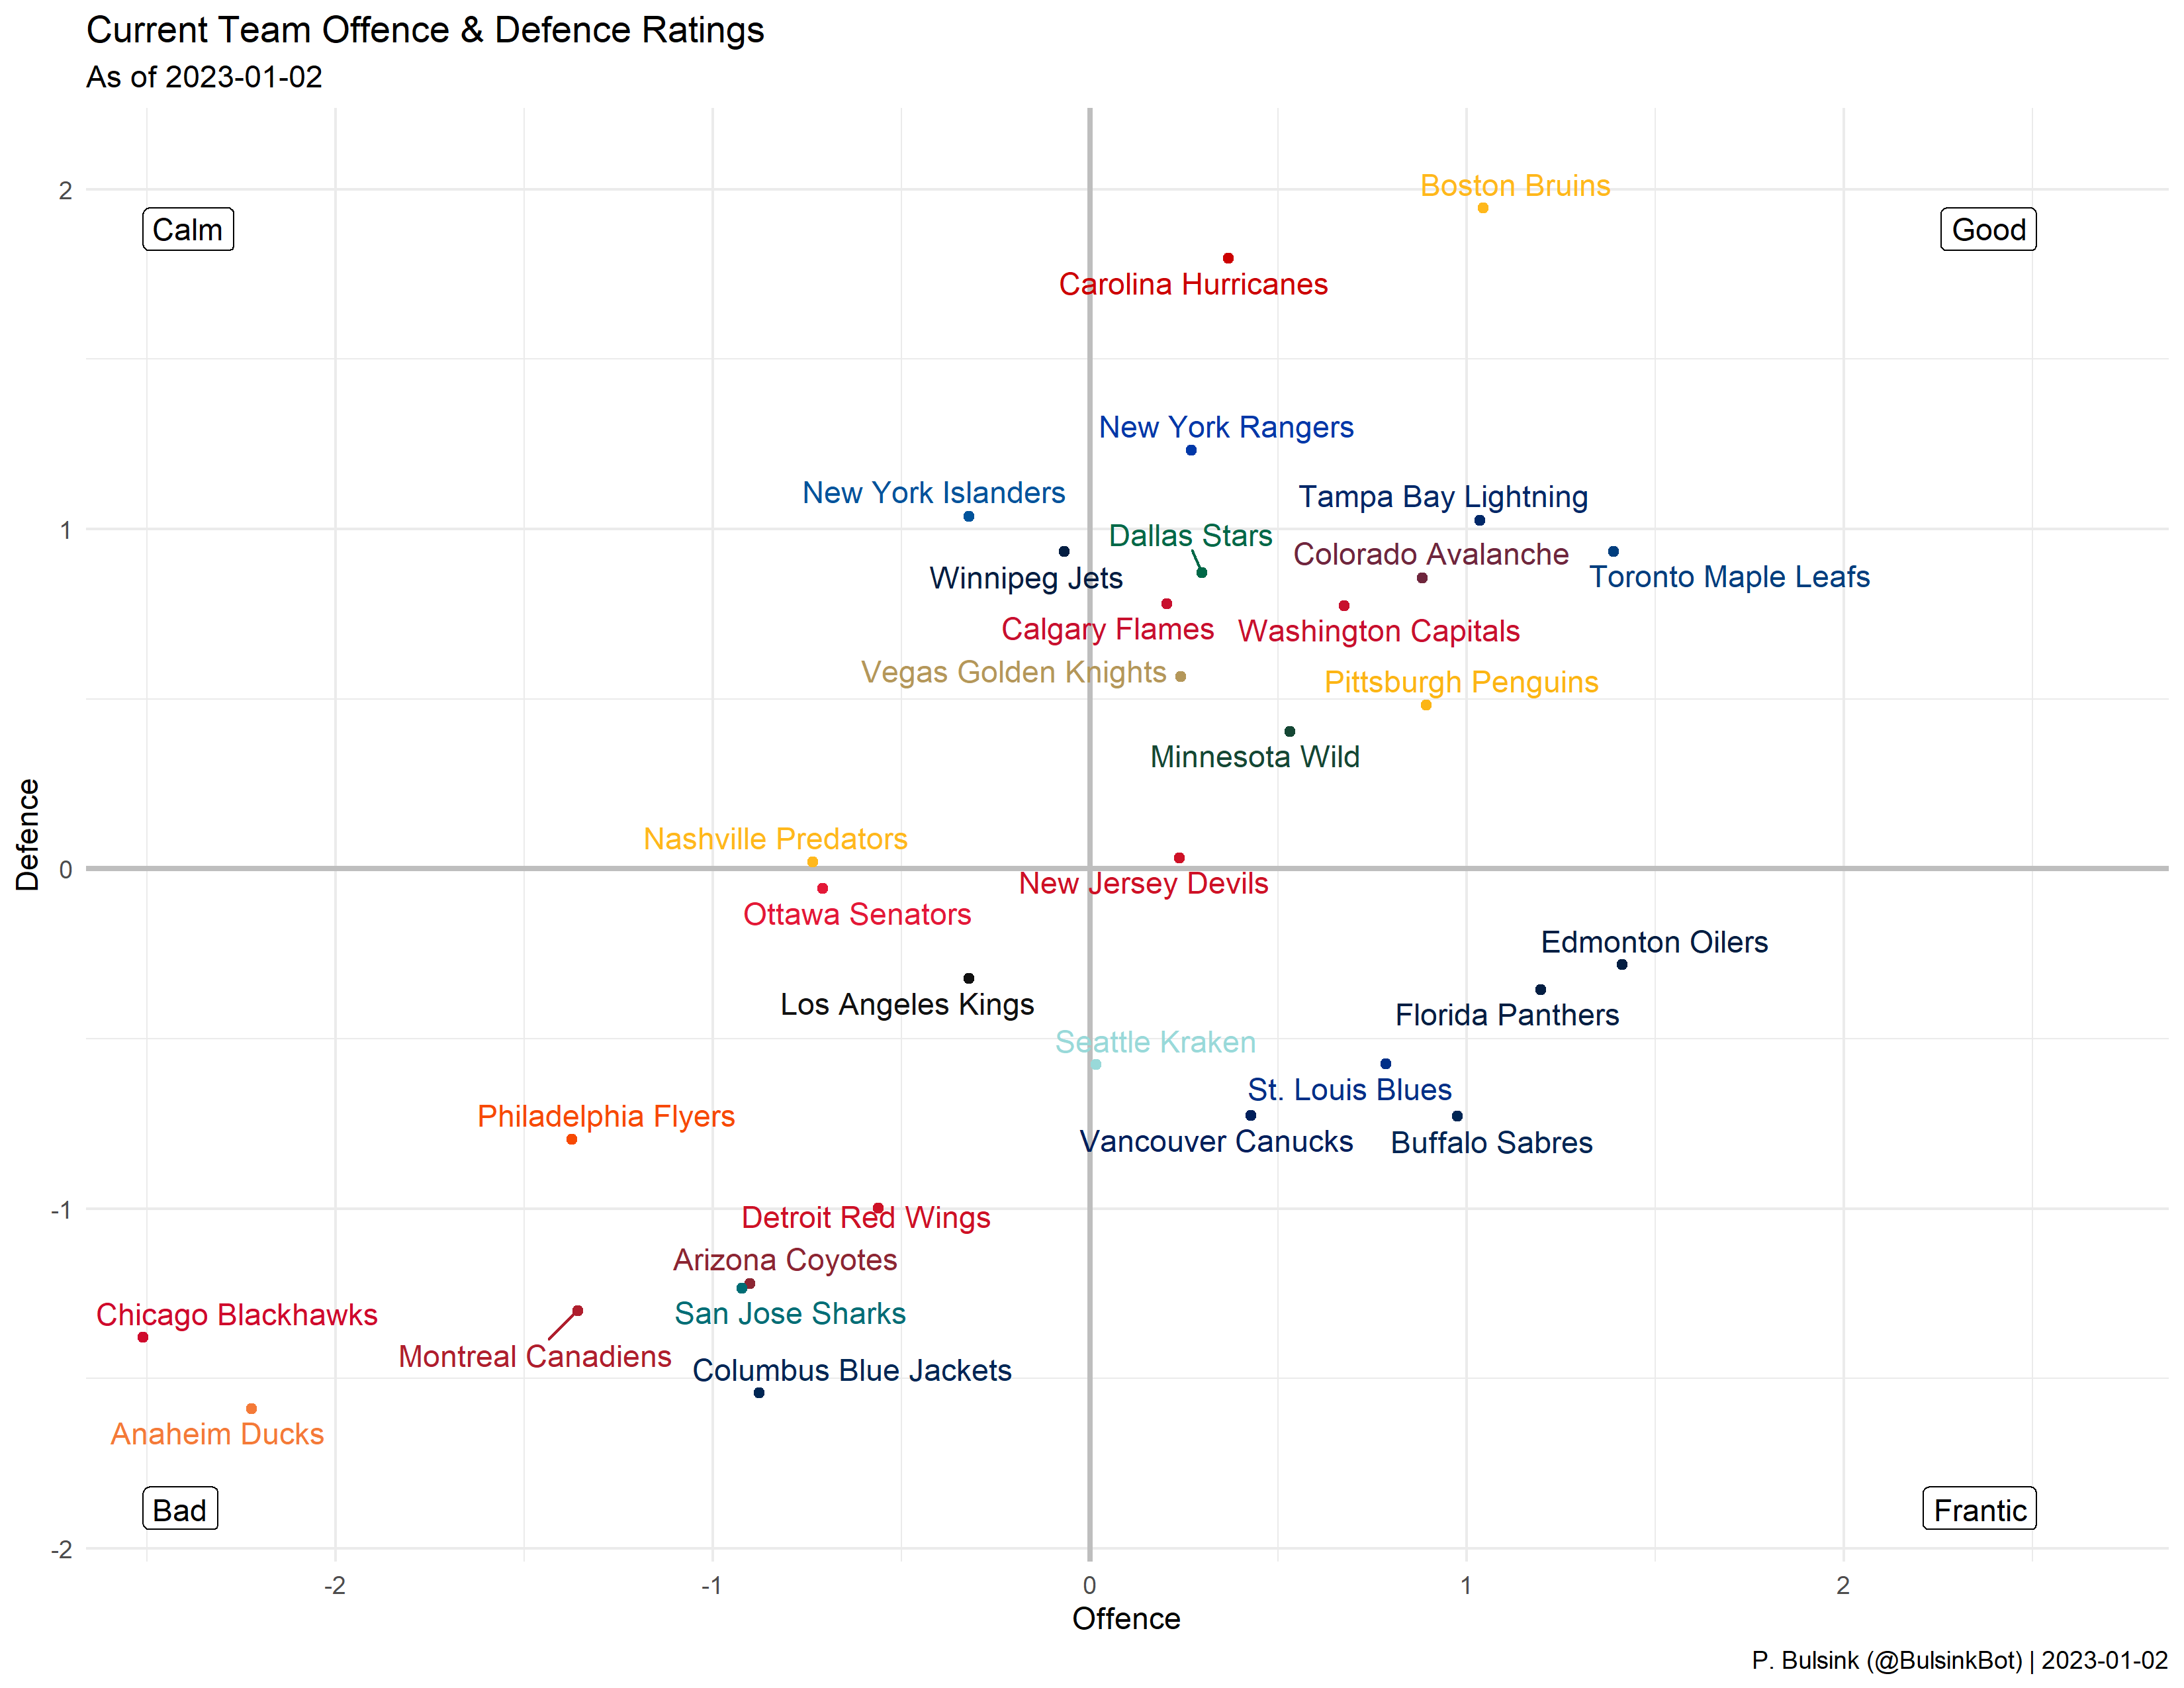 Current Team Offence & Defence Ratings
As of 2023-01-02
Boston Bruins
2
Calm
Good
Carolina Hurricanes
New York Rangers
New York Islanders
Tampa Bay Lightning
1
Dallas Stars
Colorado Avalanche
Winnipeg Jets
Toronto Maple Leafs
Calgary Flames
Washington Capitals
Vegas Golden Knights
Pittsburgh Penguins
Minnesota Wild
Defence
Nashville Predators
0
New Jersey Devils
Ottawa Senators
Edmonton Oilers
Los Angeles Kings
Florida Panthers
Seattle Kraken
St. Louis Blues
Philadelphia Flyers
Vancouver Canucks
Buffalo Sabres
-1
Detroit Red Wings
Arizona Coyotes
San Jose Sharks
Chicago Blackhawks
Montreal Canadiens
Columbus Blue Jackets
Anaheim Ducks
Bad
Frantic
-2
-2
-1
0
1
2
Offence
P. Bulsink (@BulsinkBot) | 2023-01-02